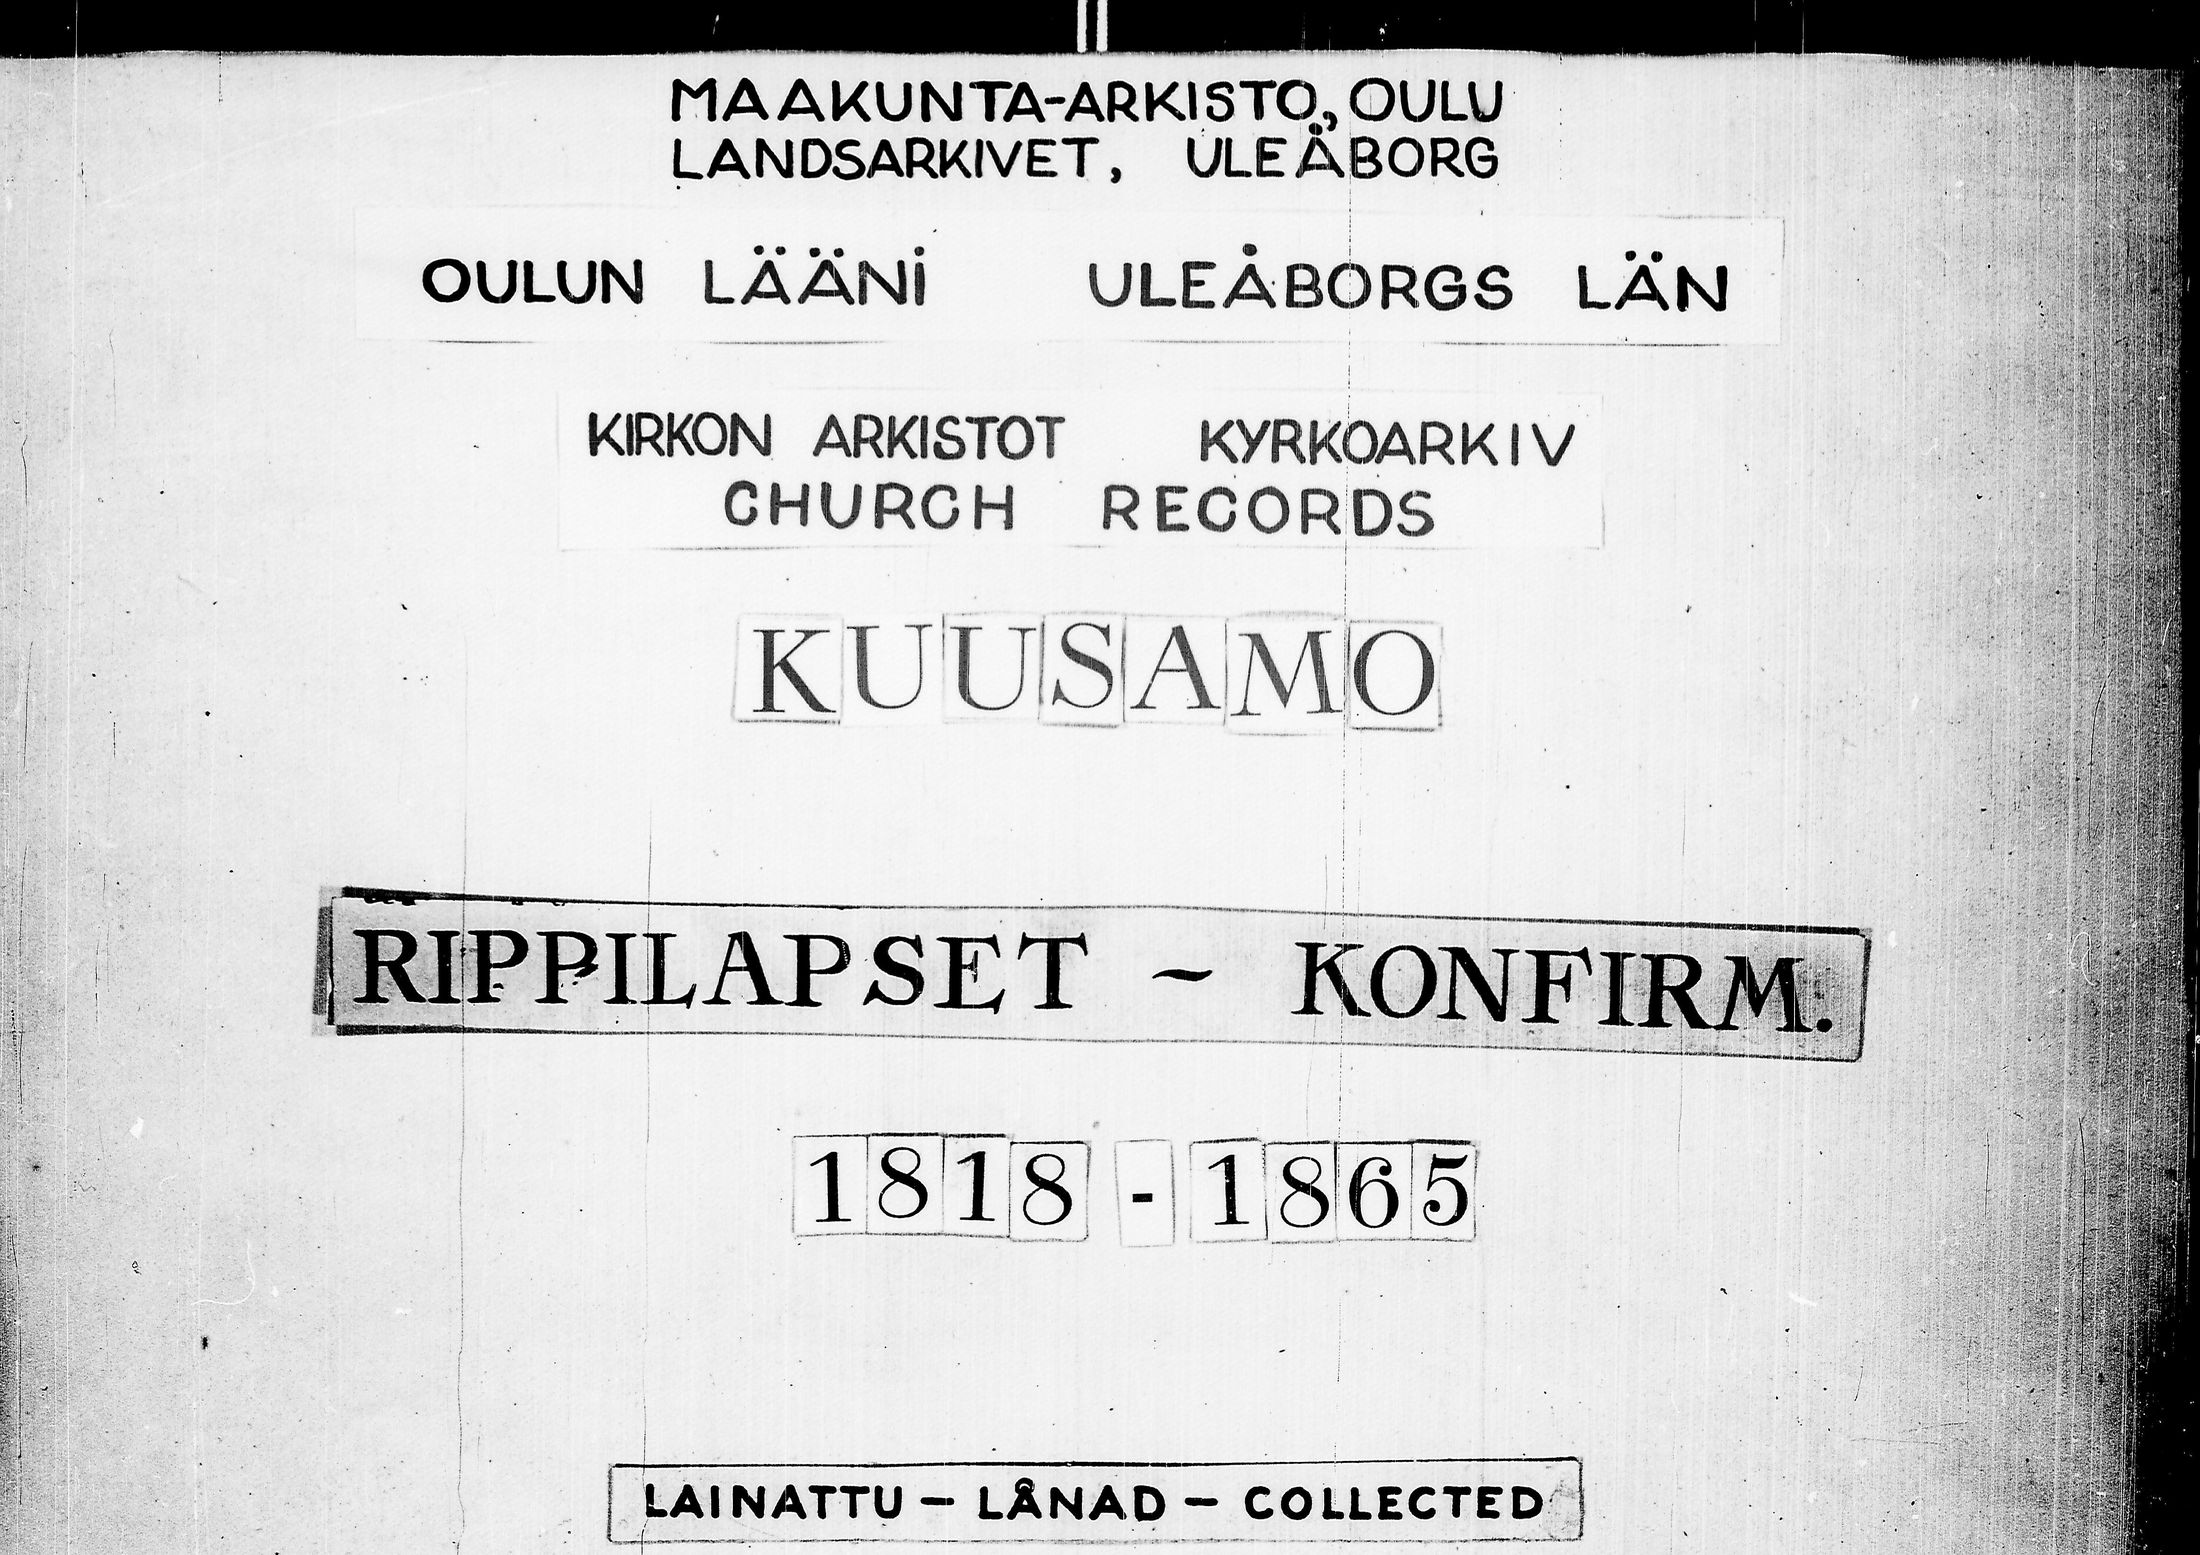 MAAKUNTA-ARKISTO, OULU
LANDSARKIVET, ULEÅBORG
OULUN LÄÄNI ULEÅBORGS LÄN
KIRKON ARKISTOT KYRKOARKIV
CHURCH RECORDS
KUUSAMO
RIPPILAPSET - KONFIRM.
1818 - 1865
LAINATTU - LÅNAD - COLLECTED